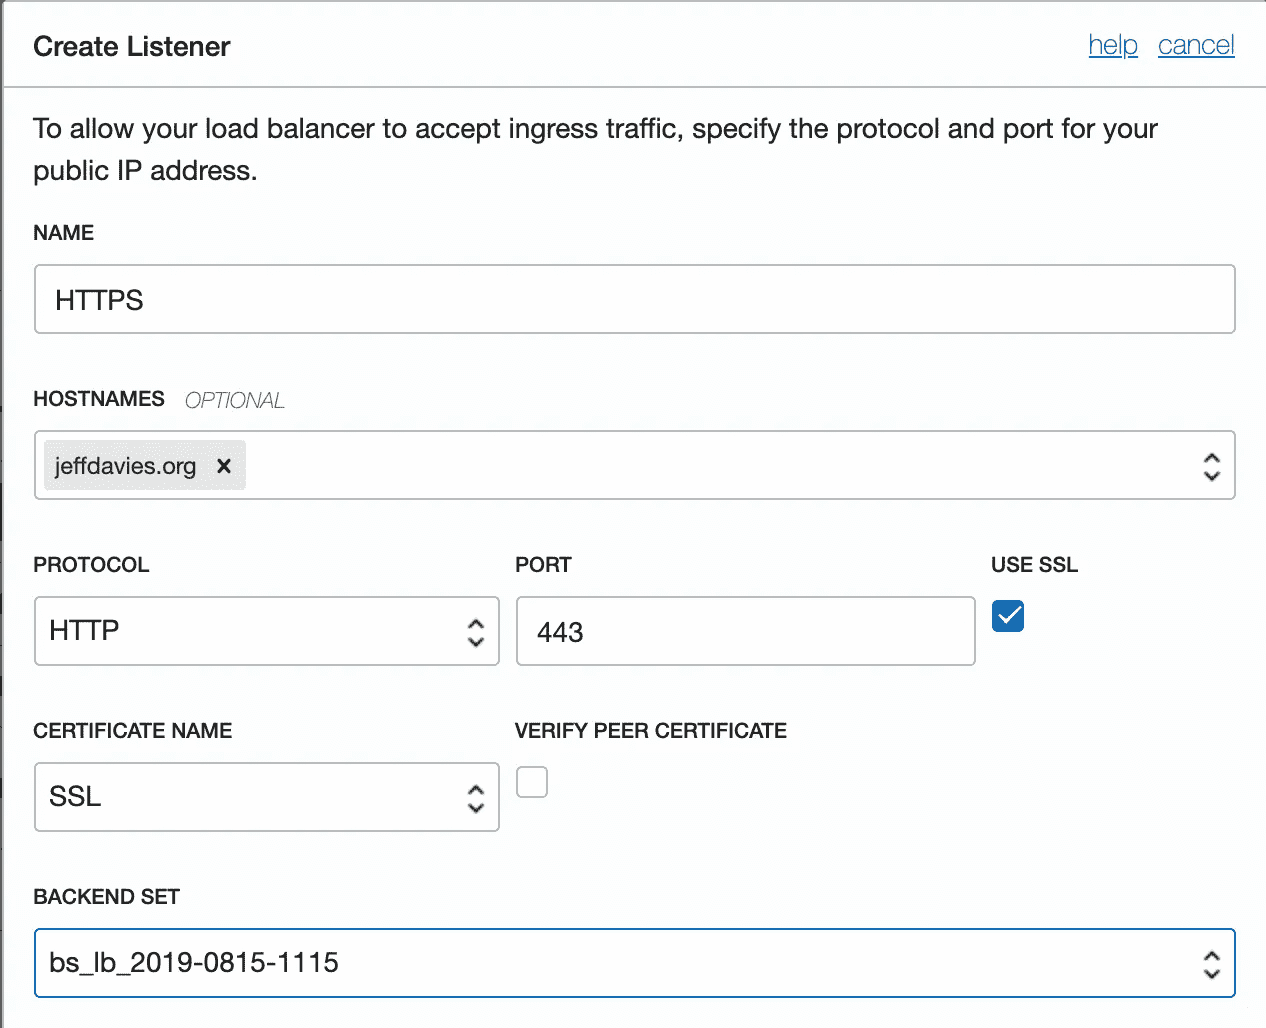 Create Listener help cancel
To allow your load balancer to accept ingress traffic, specify the protocol and port for your
public IP address.
NAME
HTTPS
HOSTNAMES OPTIONAL
jeffdavies.org ×
PROTOCOL PORT USE SSL
HTTP 443
CERTIFICATE NAME VERIFY PEER CERTIFICATE
SSL
BACKEND SET
bs_lb_2019-0815-1115